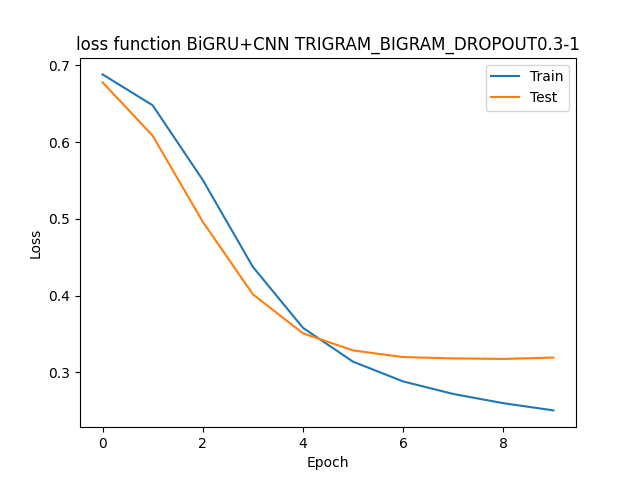 loss function BiGRU+CNN TRIGRAM_BIGRAM_DROPOUT0.3-1
0.7
0.6
0.5
0.4
0.3
Loss
Train
Test
0 2 4 6 8
Epoch